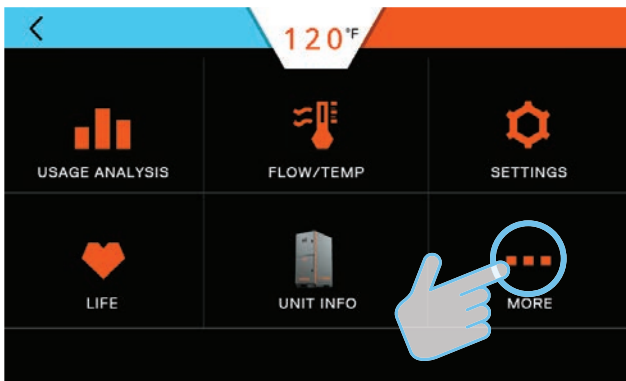 120°F
USAGE ANALYSIS
FLOW/TEMP
SETTINGS
LIFE
UNIT INFO
MORE